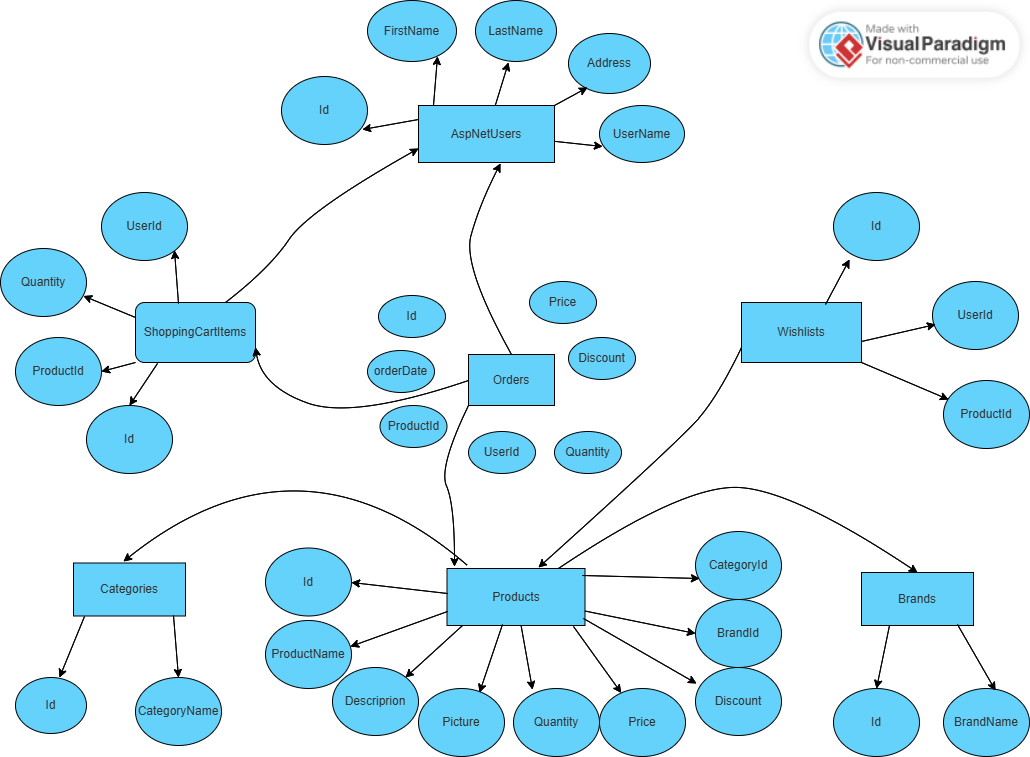 Made with
VisualParadigm
For non-commercial use
FirstName
LastName
Address
Id
AspNetUsers
UserName
UserId
Id
Quantity
ShoppingCartItems
ProductId
Id
Id
Price
orderDate
Orders
Discount
ProductId
UserId
Quantity
Wishlists
UserId
ProductId
Categories
Id
CategoryName
Id
Products
CategoryId
ProductName
BrandId
Descriprion
Picture
Quantity
Price
Discount
Brands
Id
BrandName